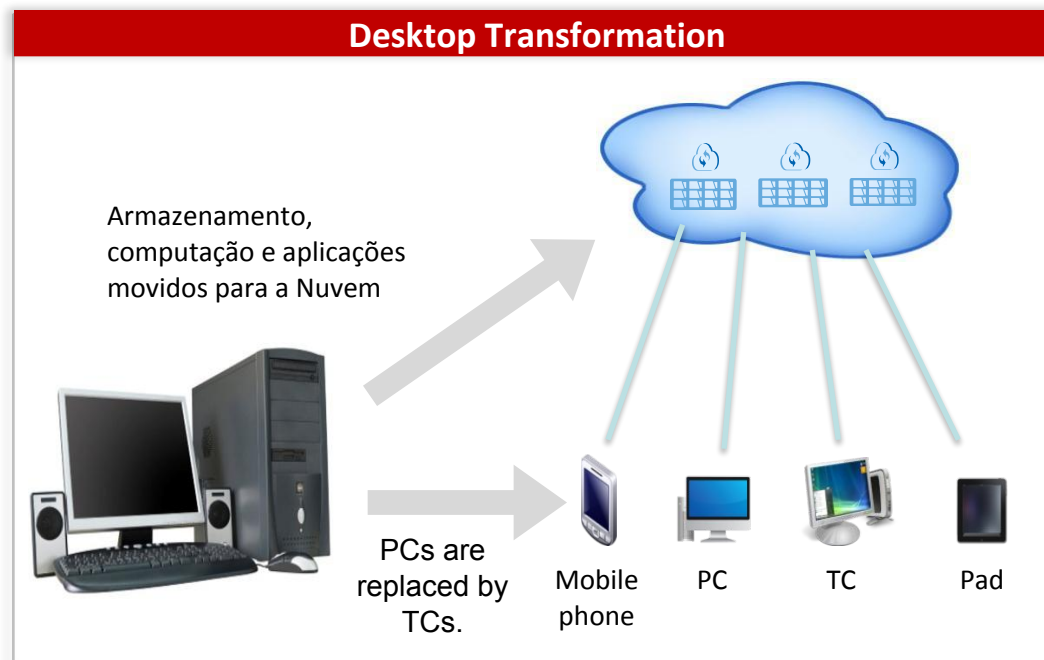 Desktop Transformation
Armazenamento,
computação e aplicações
movidos para a Nuvem
PCs are
replaced by
TCs.
Mobile
phone
PC
TC
Pad